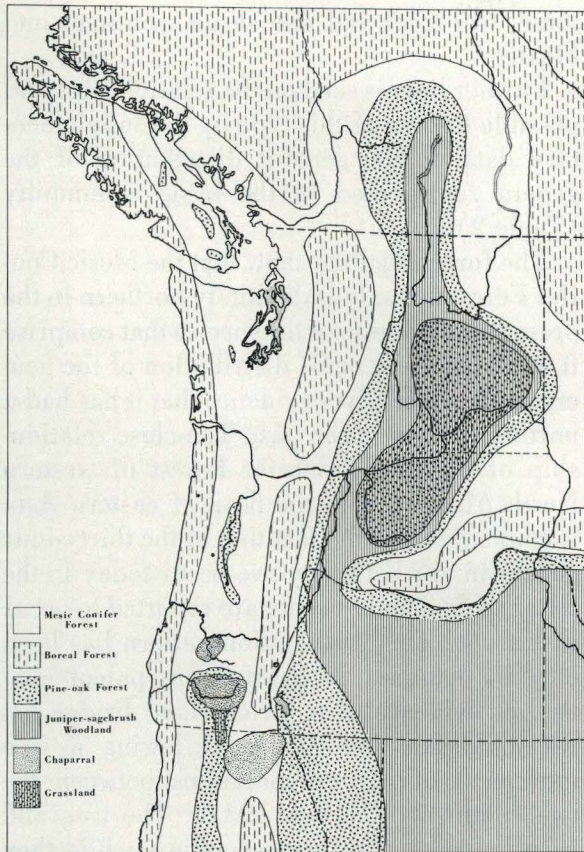 Mesic Conifer
Forest
Boreal Forest
Pine-oak Forest
Juniper-sagebrush
Woodland
Chaparral
Grassland